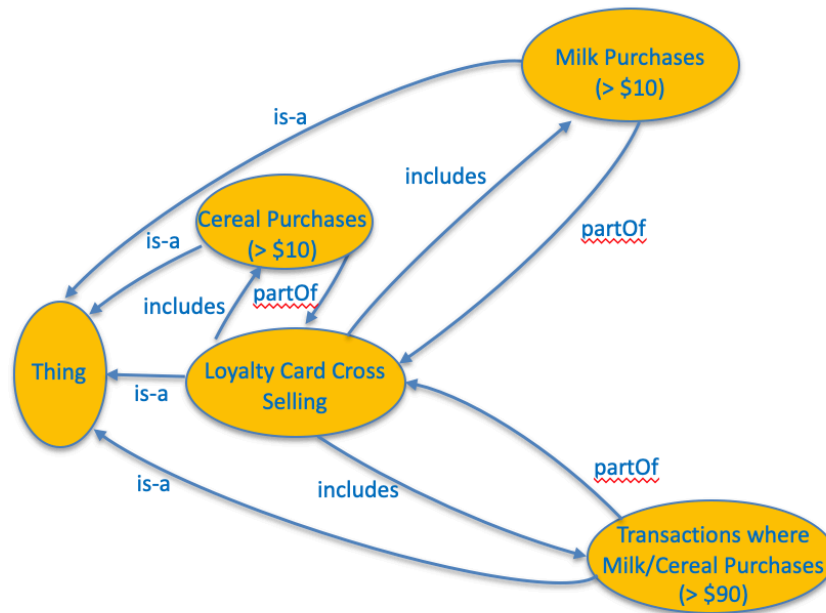 Milk Purchases
(> $10)
is-a
includes
Cereal Purchases
(> $10)
is-a
partOf
includes
partOf
Thing
Loyalty Card Cross
Selling
is-a
partOf
is-a
includes
Transactions where
Milk/Cereal Purchases
(> $90)